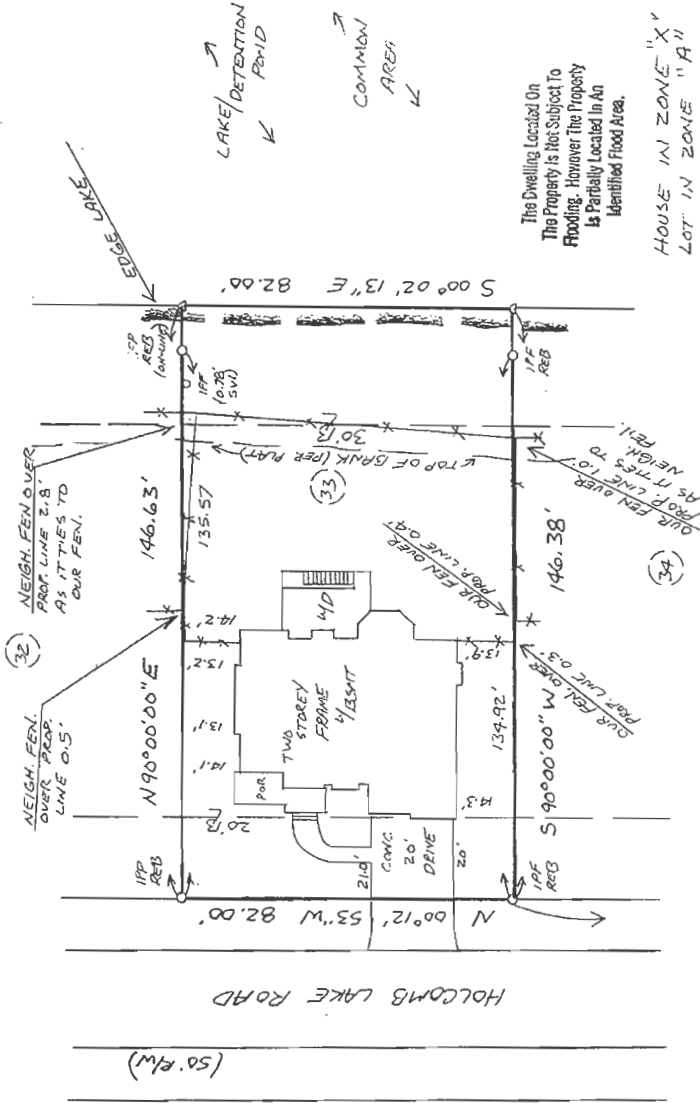 LAKE/DETENTION
POND
COMMON
AREA
The Dwelling Located On
The Property Is Not Subject To
Flooding. However The Property
Is Partially Located In An
Identified Flood Area.
HOUSE IN ZONE "X"
LOT IN ZONE "A"
EDGE LAKE
S 00° 02' 13" E 82.00'
IPP
REB
(ON-LINE)
IPF
(0.78'
IPF
REB
NEIGH. FEN OVER
PROP. LINE 2.8'
AS IT TIES TO
OUR FEN.
30'B
TOP OF BANK (PER PLAT)
(33)
OUR FEN OVER
PROP. LINE 1.0'
AS IT TIES TO
NEIGH. FEN.
146.63'
135.57
146.38'
(34)
(32)
NEIGH. FEN.
OVER PROP.
LINE 0.5'
N 90° 00' 00" E
14.2'
13.2'
13.1'
14.1'
W/D
OUR FEN OVER
PROP. LINE 0.4'
TWO
STOREY
FRAME
W/BSMT
13.9'
134.92'
14.3'
OUR FEN. OVER
PROP. LINE 0.3'
S 90° 00' 00" W
POR
20'B
21.0'
CONC.
20'
DRIVE
20'
IPP
REB
IPF
REB
N 00° 12' 53" W 82.00'
HOLCOMB LAKE ROAD
(50' R/W)